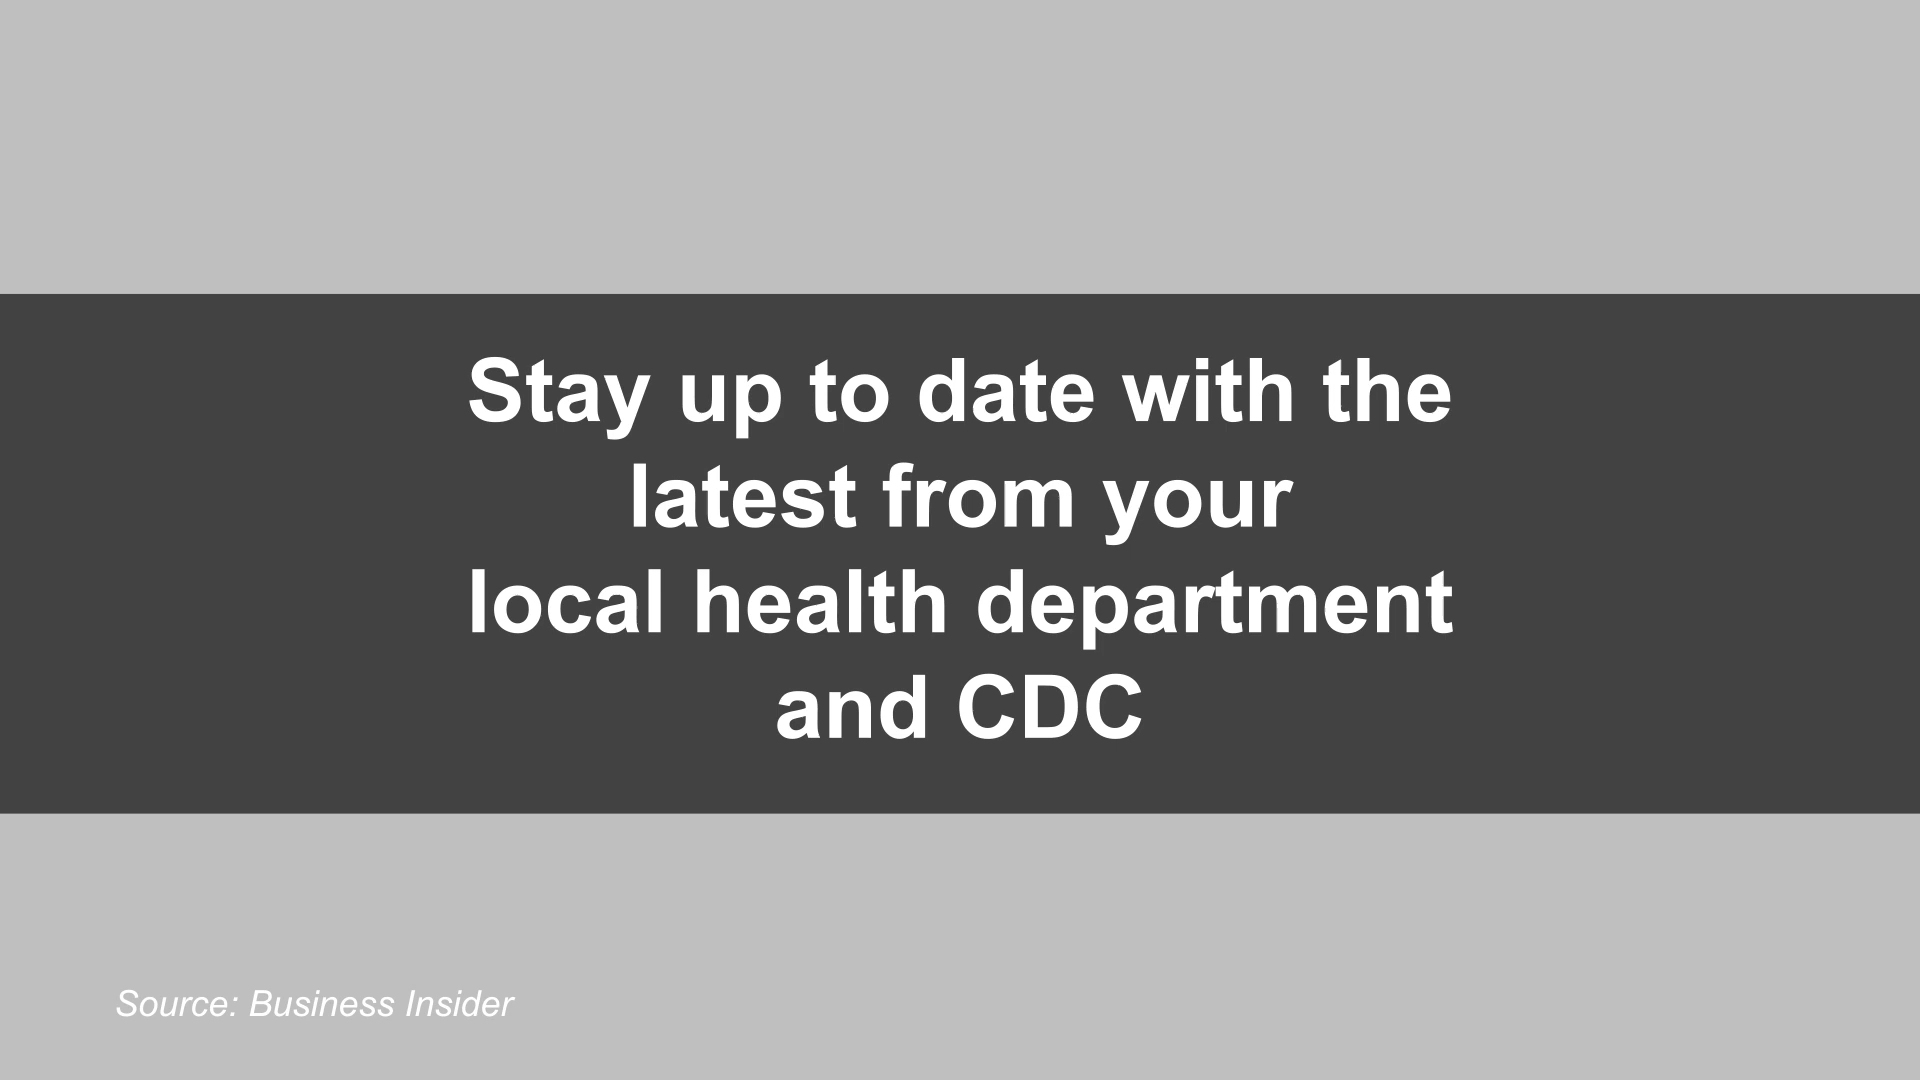 Stay up to date with the
latest from your
local health department
and CDC
Source: Business Insider